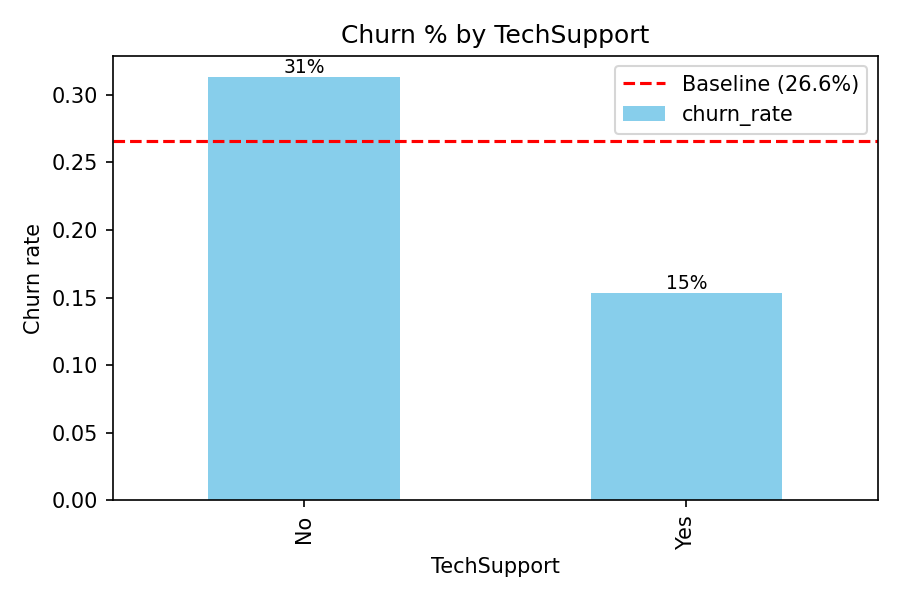 Churn % by TechSupport
31%
Baseline (26.6%)
churn_rate
0.30
0.25
0.20
15%
0.15
0.10
0.05
0.00
Churn rate
No
Yes
TechSupport